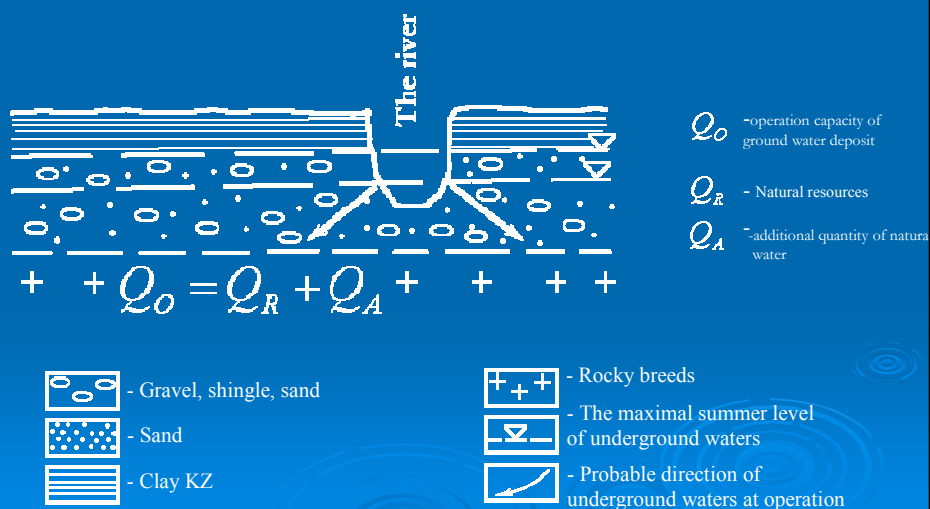 The river
Q_O -operation capacity of
ground water deposit
Q_R - Natural resources
Q_A --additional quantity of natura
water
Q_O = Q_R + Q_A
- Gravel, shingle, sand
- Sand
- Clay KZ
- Rocky breeds
- The maximal summer level
of underground waters
- Probable direction of
underground waters at operation